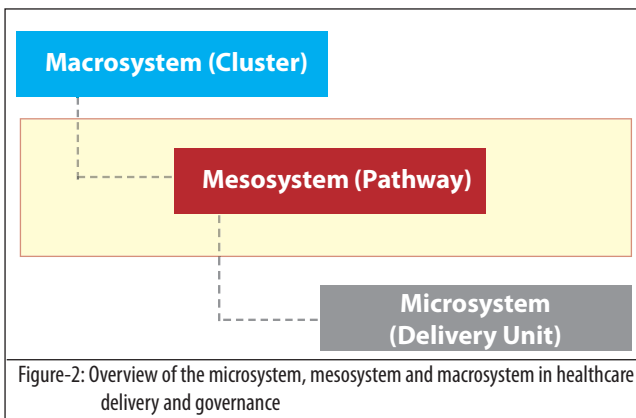 Macrosystem (Cluster)
Mesosystem (Pathway)
Microsystem
(Delivery Unit)
Figure-2: Overview of the microsystem, mesosystem and macrosystem in healthcare
delivery and governance